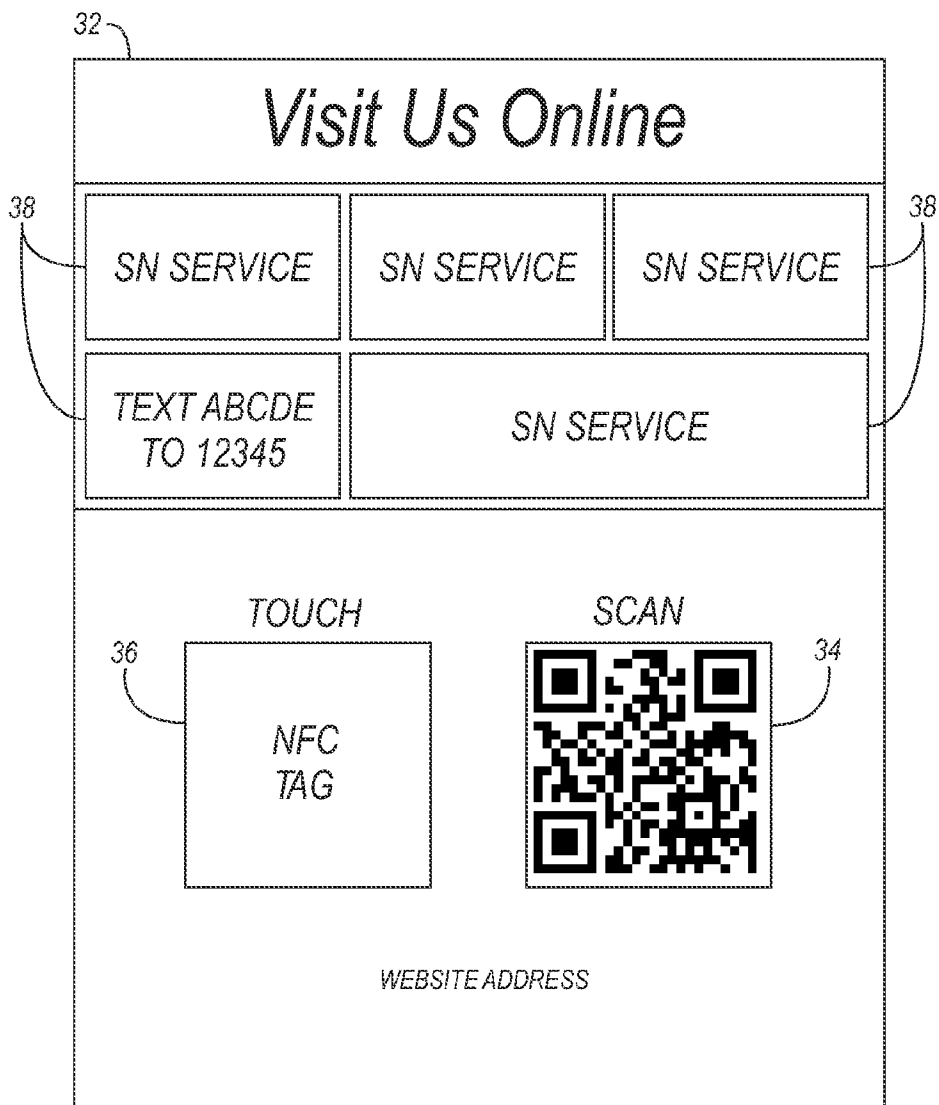 32
Visit Us Online
38
38
SN SERVICE
SN SERVICE
SN SERVICE
TEXT ABCDE
TO 12345
SN SERVICE
TOUCH
SCAN
36
34
NFC
TAG
WEBSITE ADDRESS